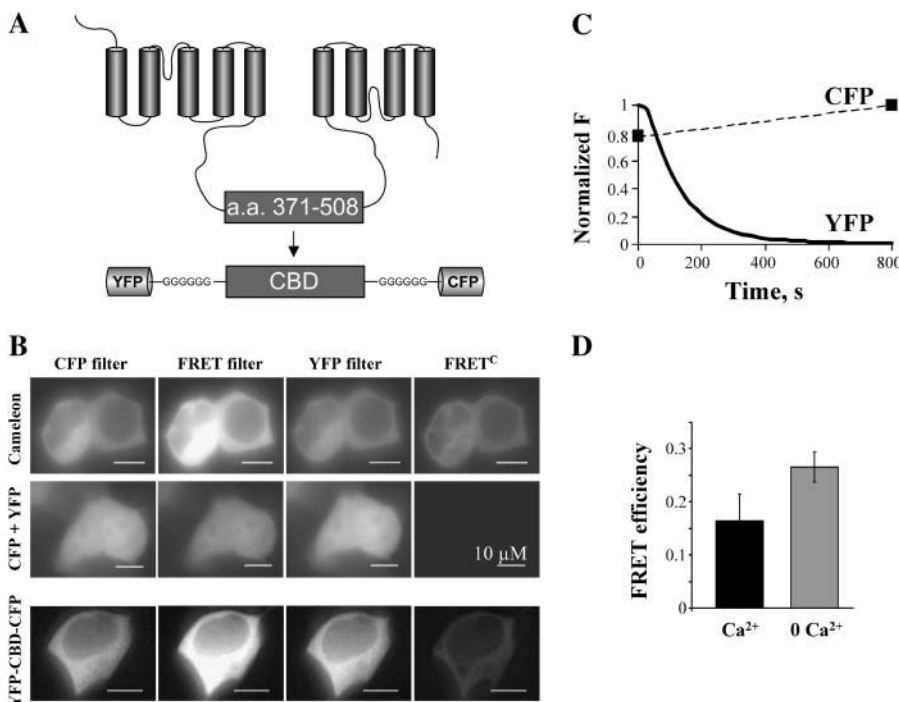 A
a.a. 371-508
YFP
GGGGGG
CBD
GGGGGG
CFP
B
CFP filter
FRET filter
YFP filter
FRETᶜ
Cameleon
CFP + YFP
10 µM
YFP-CBD-CFP
C
CFP
YFP
Normalized F
1
0.8
0.6
0.4
0.2
0
0
200
400
600
800
Time, s
D
FRET efficiency
0.3
0.2
0.1
0
Ca²⁺
0 Ca²⁺